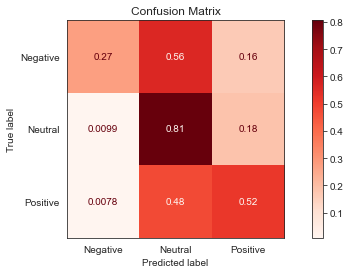 Confusion Matrix
0.8
Negative 0.27 0.56 0.16
0.7
0.6
0.5
True label
Neutral 0.0099 0.81 0.18
0.4
0.3
Positive 0.0078 0.48 0.52
0.2
0.1
Negative Neutral Positive
Predicted label